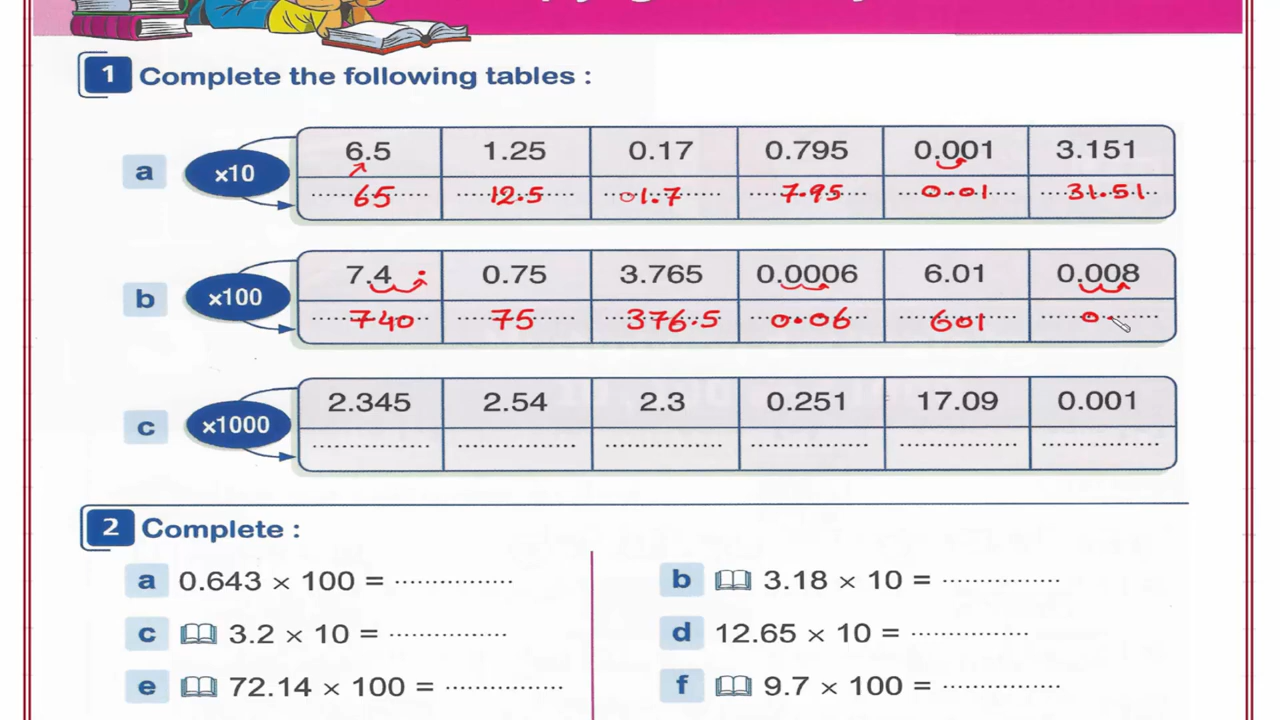 1 Complete the following tables :
a ×10 6.5 1.25 0.17 0.795 0.001 3.151
65 12.5 01.7 7.95 0.01 31.51
b ×100 7.4 0.75 3.765 0.0006 6.01 0.008
740 75 376.5 0.06 601 0.
c ×1000 2.345 2.54 2.3 0.251 17.09 0.001
2 Complete :
a 0.643 × 100 = ...............
b 3.18 × 10 = ...............
c 3.2 × 10 = ...............
d 12.65 × 10 = ...............
e 72.14 × 100 = ...............
f 9.7 × 100 = ...............